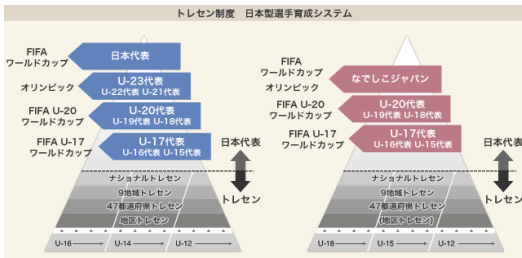 トレセン制度 日本型選手育成システム
FIFA
ワールドカップ
日本代表
オリンピック
U-23代表
U-22代表 U-21代表
FIFA U-20
ワールドカップ
U-20代表
U-19代表 U-18代表
FIFA U-17
ワールドカップ
U-17代表
U-16代表 U-15代表
日本代表
トレセン
ナショナルトレセン
9地域トレセン
47都道府県トレセン
地区トレセン
U-16 U-14 U-12
FIFA
ワールドカップ
オリンピック
なでしこジャパン
FIFA U-20
ワールドカップ
U-20代表
U-19代表 U-18代表
FIFA U-17
ワールドカップ
U-17代表
U-16代表 U-15代表
日本代表
トレセン
ナショナルトレセン
9地域トレセン
47都道府県トレセン
(地区トレセン)
U-18 U-15 U-12